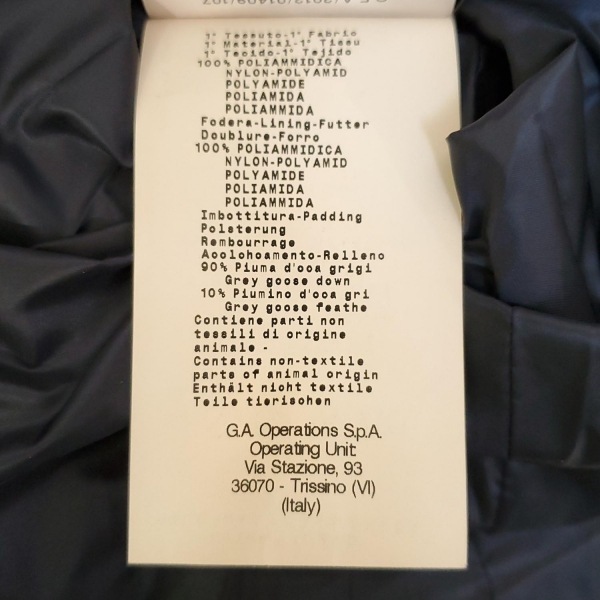 1° Tessuto-1° Fabric
1° Material-1° Tissu
1° Tecido-1° Tejido
100% POLIAMMIDICA
NYLON-POLYAMID
POLYAMIDE
POLIAMIDA
POLIAMMIDA
Fodera-Lining-Futter
Doublure-Forro
100% POLIAMMIDICA
NYLON-POLYAMID
POLYAMIDE
POLIAMIDA
POLIAMMIDA
Imbottitura-Padding
Polsterung
Rembourrage
Acolchoamento-Relleno
90% Piuma d'oca grigi
Grey goose down
10% Piumino d'oca gri
Grey goose feathe
Contiene parti non
tessili di origine
animale -
Contains non-textile
parts of animal origin
Enthält nicht textile
Teile tierischen
G.A. Operations S.p.A.
Operating Unit:
Via Stazione, 93
36070 - Trissino (VI)
(Italy)